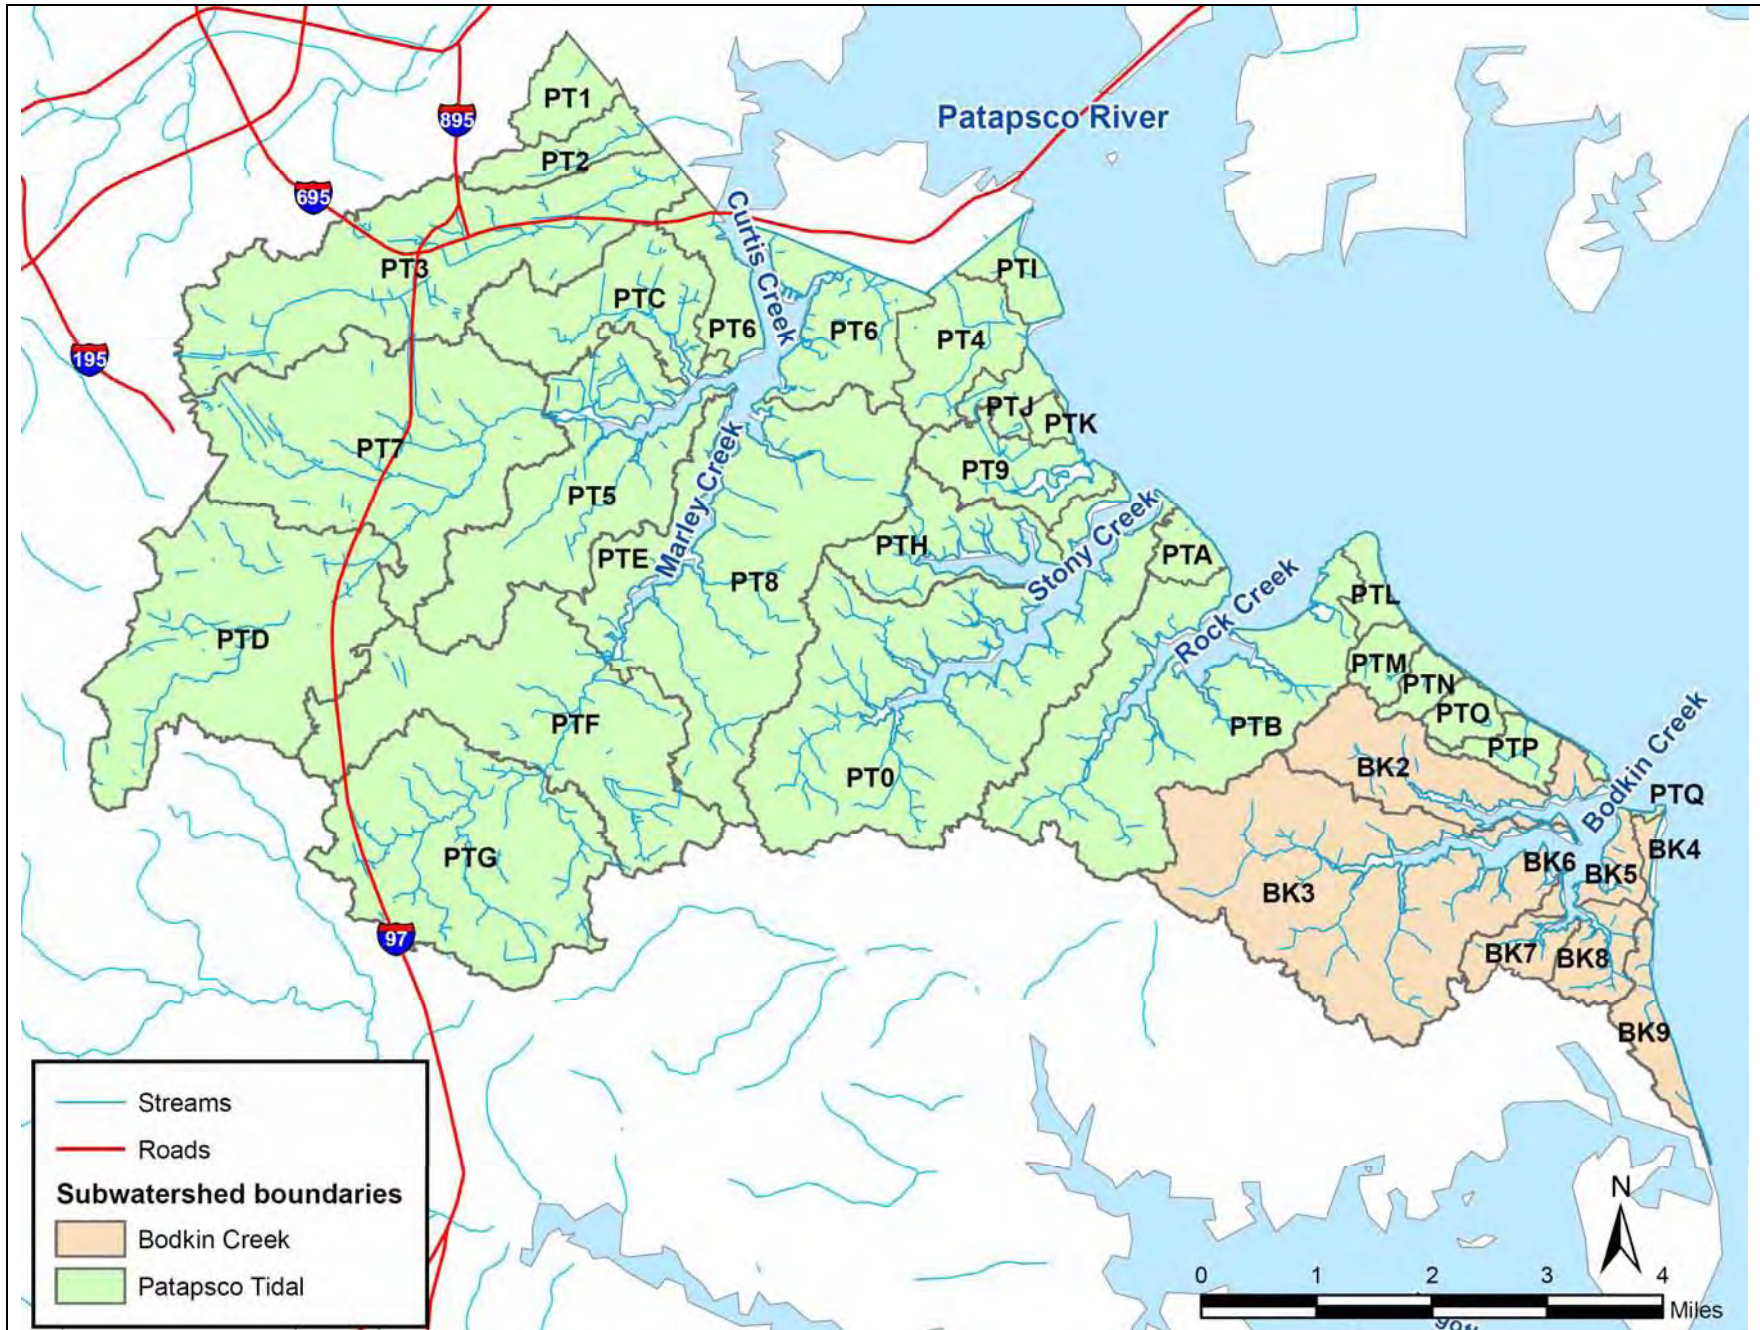 PT1
895
Patapsco River
PT2
695
Curtis Creek
PT3
PTI
PTC
PT6
PT6
PT4
195
PTJ
PTK
PT7
PT9
PT5
Marley Creek
Stony Creek
PTH
PTE
PTA
PT8
Rock Creek
PTL
PTD
PTM
PTN
PTO
PTF
PTB
PTP
BK2
PT0
Bodkin Creek
PTQ
PTG
BK6
BK4
BK5
BK3
97
BK7
BK8
BK9
Streams
Roads
Subwatershed boundaries
Bodkin Creek
Patapsco Tidal
N
0 1 2 3 4
Miles